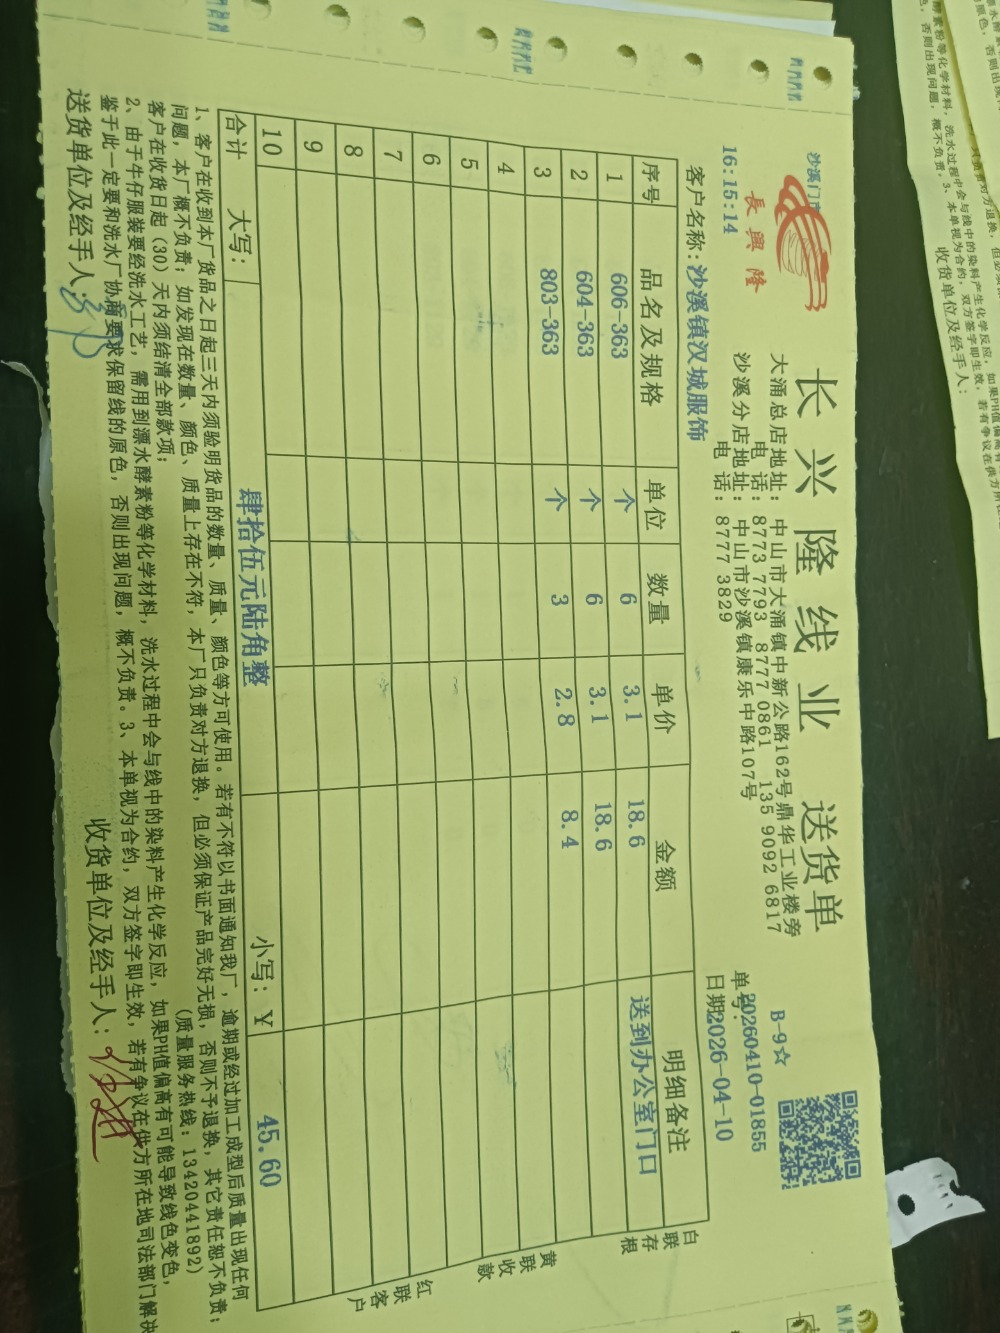 长兴隆线业 送货单
長興隆
沙溪门市
16:15:14
大涌总店地址: 中山市大涌镇中新公路162号鼎华工业楼旁
电 话: 8773 7793 8777 0861 135 9092 6817
沙溪分店地址: 中山市沙溪镇康乐中路107号
电 话: 8777 3829
B-9☆
单号:20260410-01855
日期2026-04-10
客户名称:沙溪镇汉城服饰
序号 品名及规格 单位 数量 单价 金额 明细备注
1 606-363 个 6 3.1 18.6 送到办公室门口
2 604-363 个 6 3.1 18.6
3 803-363 个 3 2.8 8.4
4
5
6
7
8
9
10
合计 大写: 肆拾伍元陆角整 小写: ¥ 45.60
白联存根
黄联收款
红联客户
1、客户在收到本厂货品之日起三天内须验明货品的数量、质量、颜色等方可使用。若有不符以书面通知我厂，逾期或经过加工成型后质量出现任何
问题，本厂概不负责；如发现在数量、颜色、质量上存在不符，本厂只负责对方退换，但必须保证产品完好无损，否则不予退换，其它责任恕不负责；
客户在收货日起（30）天内须结清全部款项； (质量服务热线：13420441892)
2、由于牛仔服装要经洗水工艺，需用到漂水酵素粉等化学材料，洗水过程中会与线中的染料产生化学反应，如果PH值偏高有可能导致线色变色，
鉴于此一定要和洗水厂协商要求保留线的原色，否则出现问题，概不负责。3、本单视为合约，双方签字即生效，若有争议在供方所在地司法部门解决
送货单位及经手人:
收货单位及经手人:
收货单位及经手人: